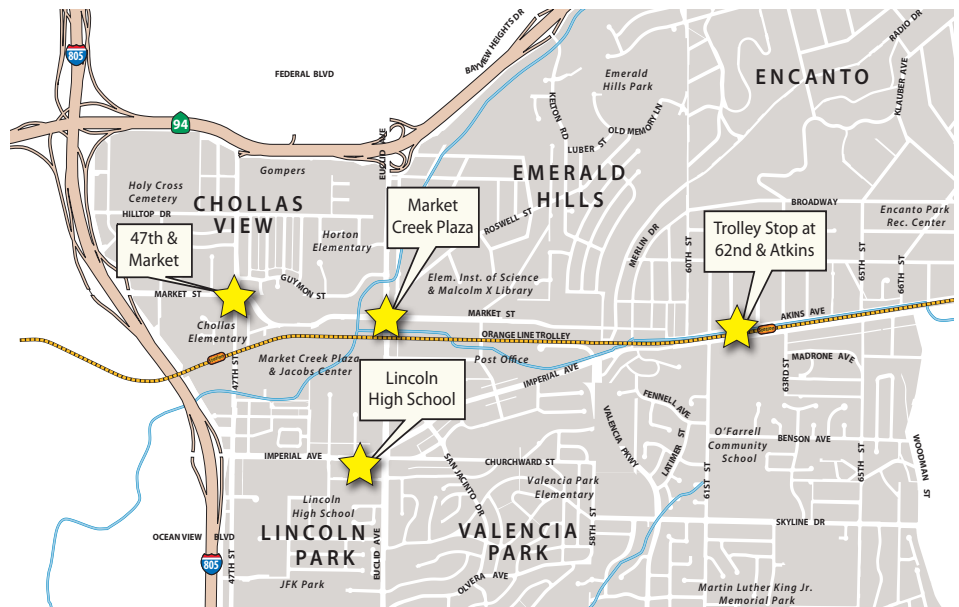 BAYVIEW HEIGHTS DR
RADIO DR
805
FEDERAL BLVD
Emerald
Hills Park
ENCANTO
KLAUBER AVE
94
KELTON RD
OLD MEMORY LN
EUCLID AVE
LUBER ST
Gompers
EMERALD
HILLS
Holy Cross
Cemetery
CHOLLAS
VIEW
Market
Creek Plaza
BROADWAY
HILLTOP DR
ROSWELL ST
Encanto Park
Rec. Center
Horton
Elementary
MERLIN DR
60TH ST
Trolley Stop at
62nd & Atkins
47th &
Market
65TH ST
66TH ST
GUYMON ST
Elem. Inst. of Science
& Malcolm X Library
MARKET ST
MARKET ST
AKINS AVE
Chollas
Elementary
ORANGE LINE TROLLEY
Market Creek Plaza
& Jacobs Center
Post Office
MADRONE AVE
47TH ST
IMPERIAL AVE
63RD ST
Lincoln
High School
FENNELL AVE
VALENCIA PKWY
LATIMER ST
O'Farrell
Community
School
BENSON AVE
IMPERIAL AVE
SAN JACINTO DR
CHURCHWARD ST
61ST ST
65TH ST
WOODMAN ST
Valencia Park
Elementary
Lincoln
High School
58TH ST
SKYLINE DR
OCEAN VIEW BLVD
LINCOLN
PARK
VALENCIA
PARK
EUCLID AVE
805
47TH ST
JFK Park
OLVERA AVE
Martin Luther King Jr.
Memorial Park